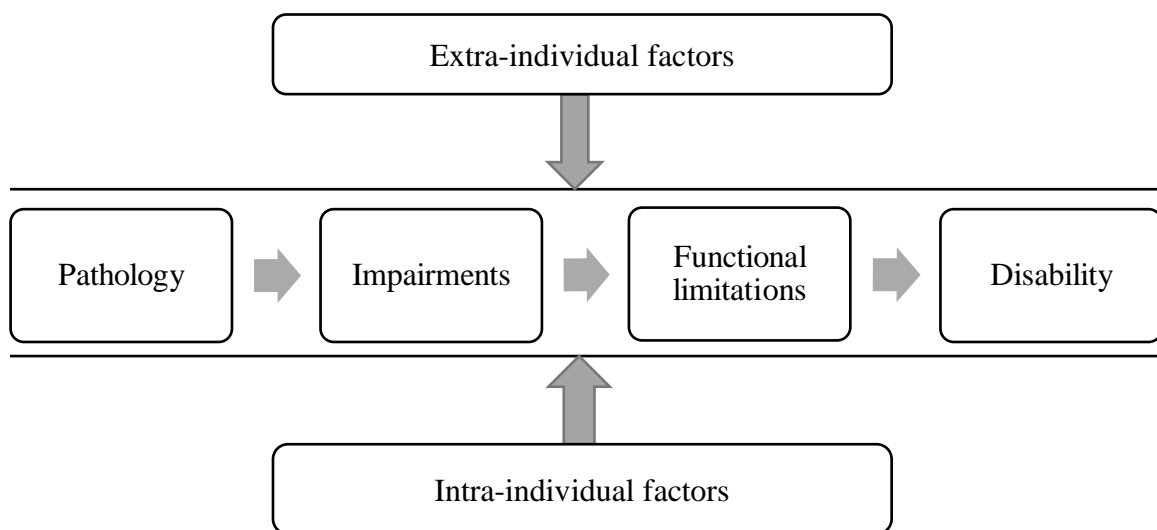 Extra-individual factors
Pathology
Impairments
Functional
limitations
Disability
Intra-individual factors